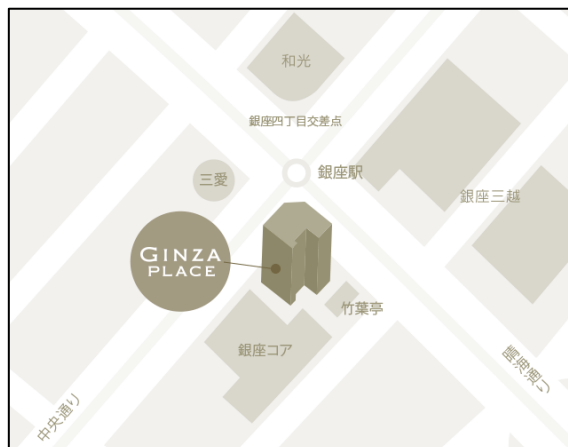 和光
銀座四丁目交差点
銀座駅
三愛
銀座三越
GINZA
PLACE
竹葉亭
銀座コア
晴海通り
中央通り